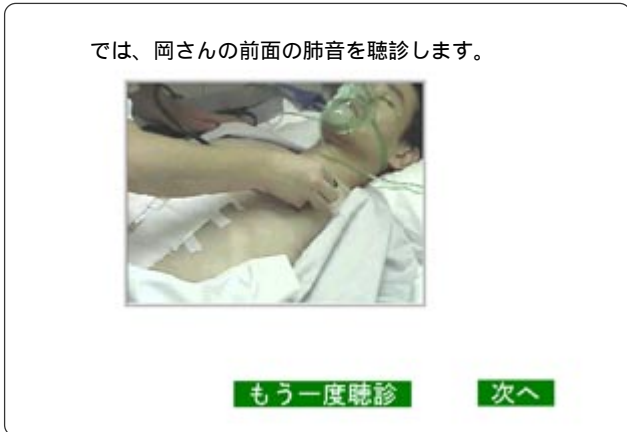 では、岡さんの前面の肺音を聴診します。
もう一度聴診
次へ